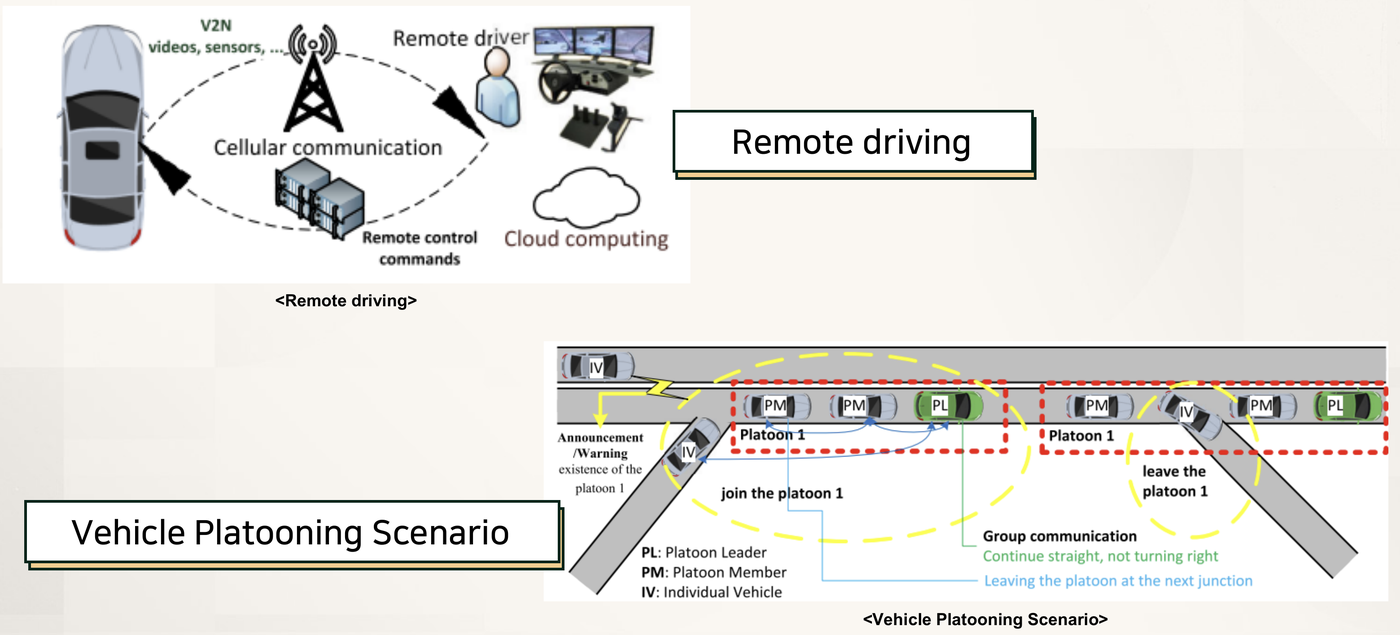 V2N
videos, sensors, ...
Remote driver
Cellular communication
Remote control
commands
Cloud computing
<Remote driving>
Remote driving
IV
PM
PM
PL
PM
IV
PM
PL
Platoon 1
Platoon 1
IV
Announcement
/Warning
existence of the
platoon 1
join the platoon 1
leave the
platoon 1
Group communication
Continue straight, not turning right
Leaving the platoon at the next junction
PL: Platoon Leader
PM: Platoon Member
IV: Individual Vehicle
Vehicle Platooning Scenario
<Vehicle Platooning Scenario>